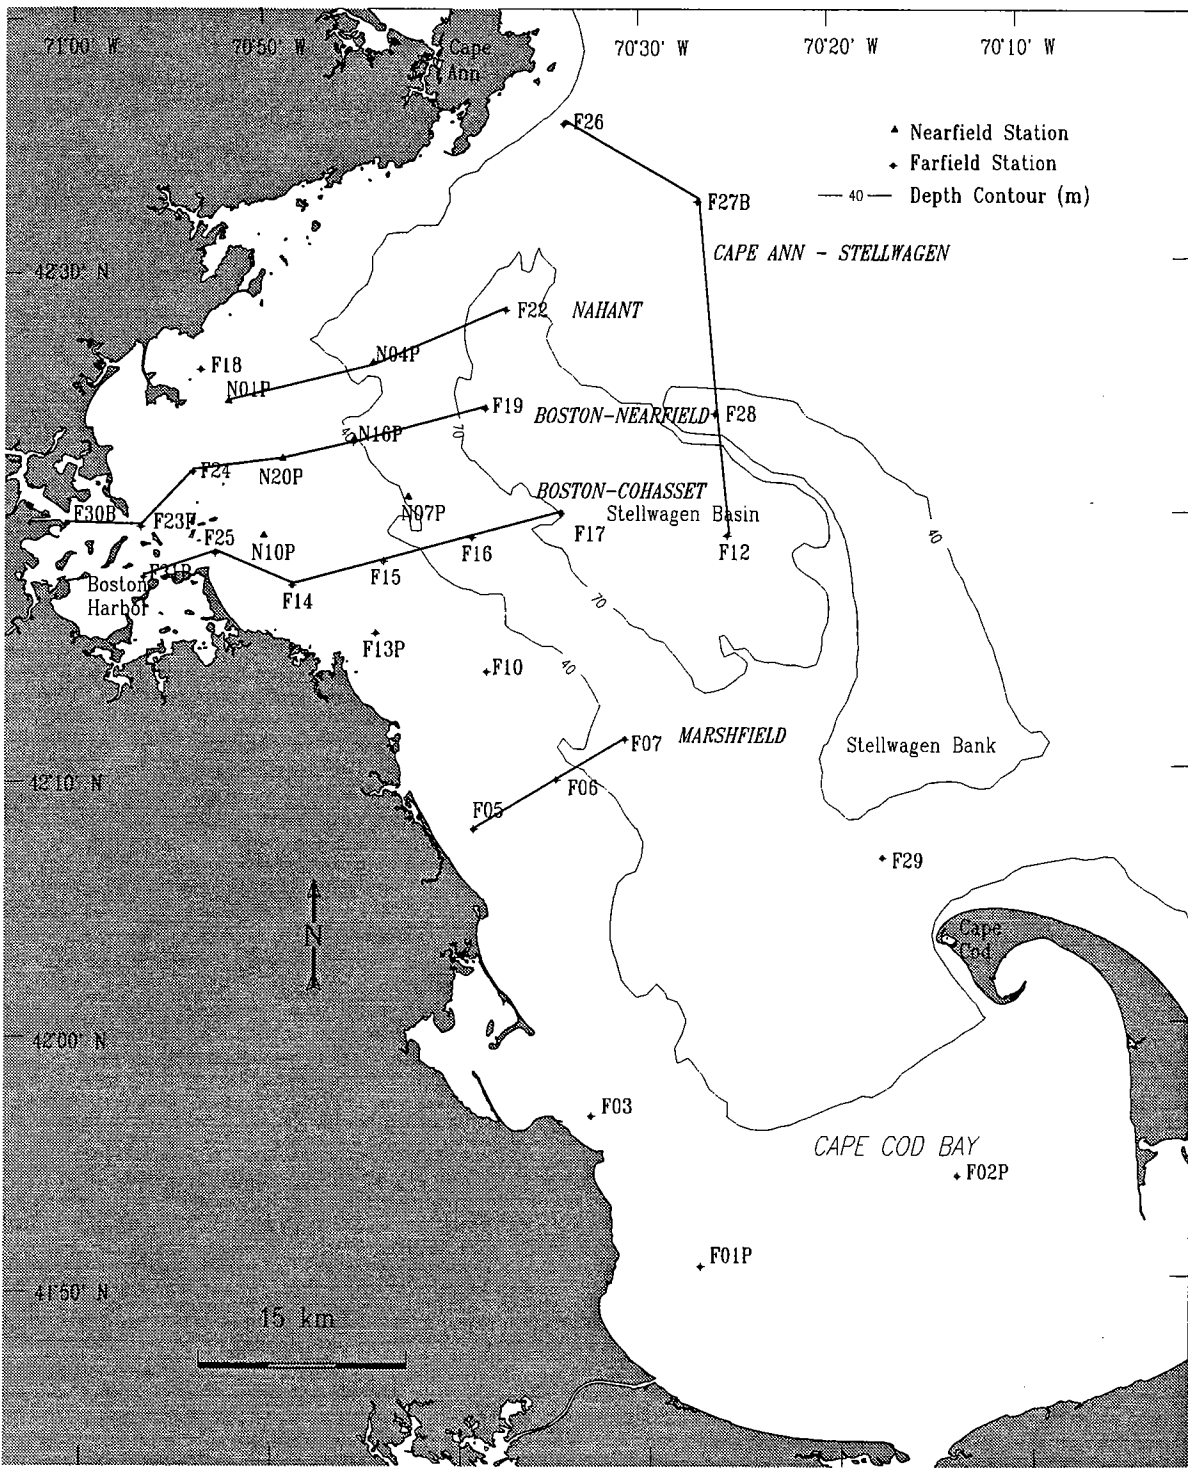 71°00' W
70°50' W
70°30' W
70°20' W
70°10' W
Cape
Ann
F26
▲ Nearfield Station
+ Farfield Station
— 40 — Depth Contour (m)
F27B
CAPE ANN - STELLWAGEN
42°30' N
F22
NAHANT
N04P
F18
N01P
F19
BOSTON-NEARFIELD
F28
40
N16P
70
F24
N20P
BOSTON-COHASSET
Stellwagen Basin
F30B
F23P
N07P
F17
F25
N10P
F16
F12
40
F31B
F15
Boston
Harbor
F14
70
F13P
F10
40
F07
MARSHFIELD
Stellwagen Bank
42°10' N
F06
F05
F29
N
Cape
Cod
42°00' N
F03
CAPE COD BAY
F02P
F01P
41°50' N
15 km